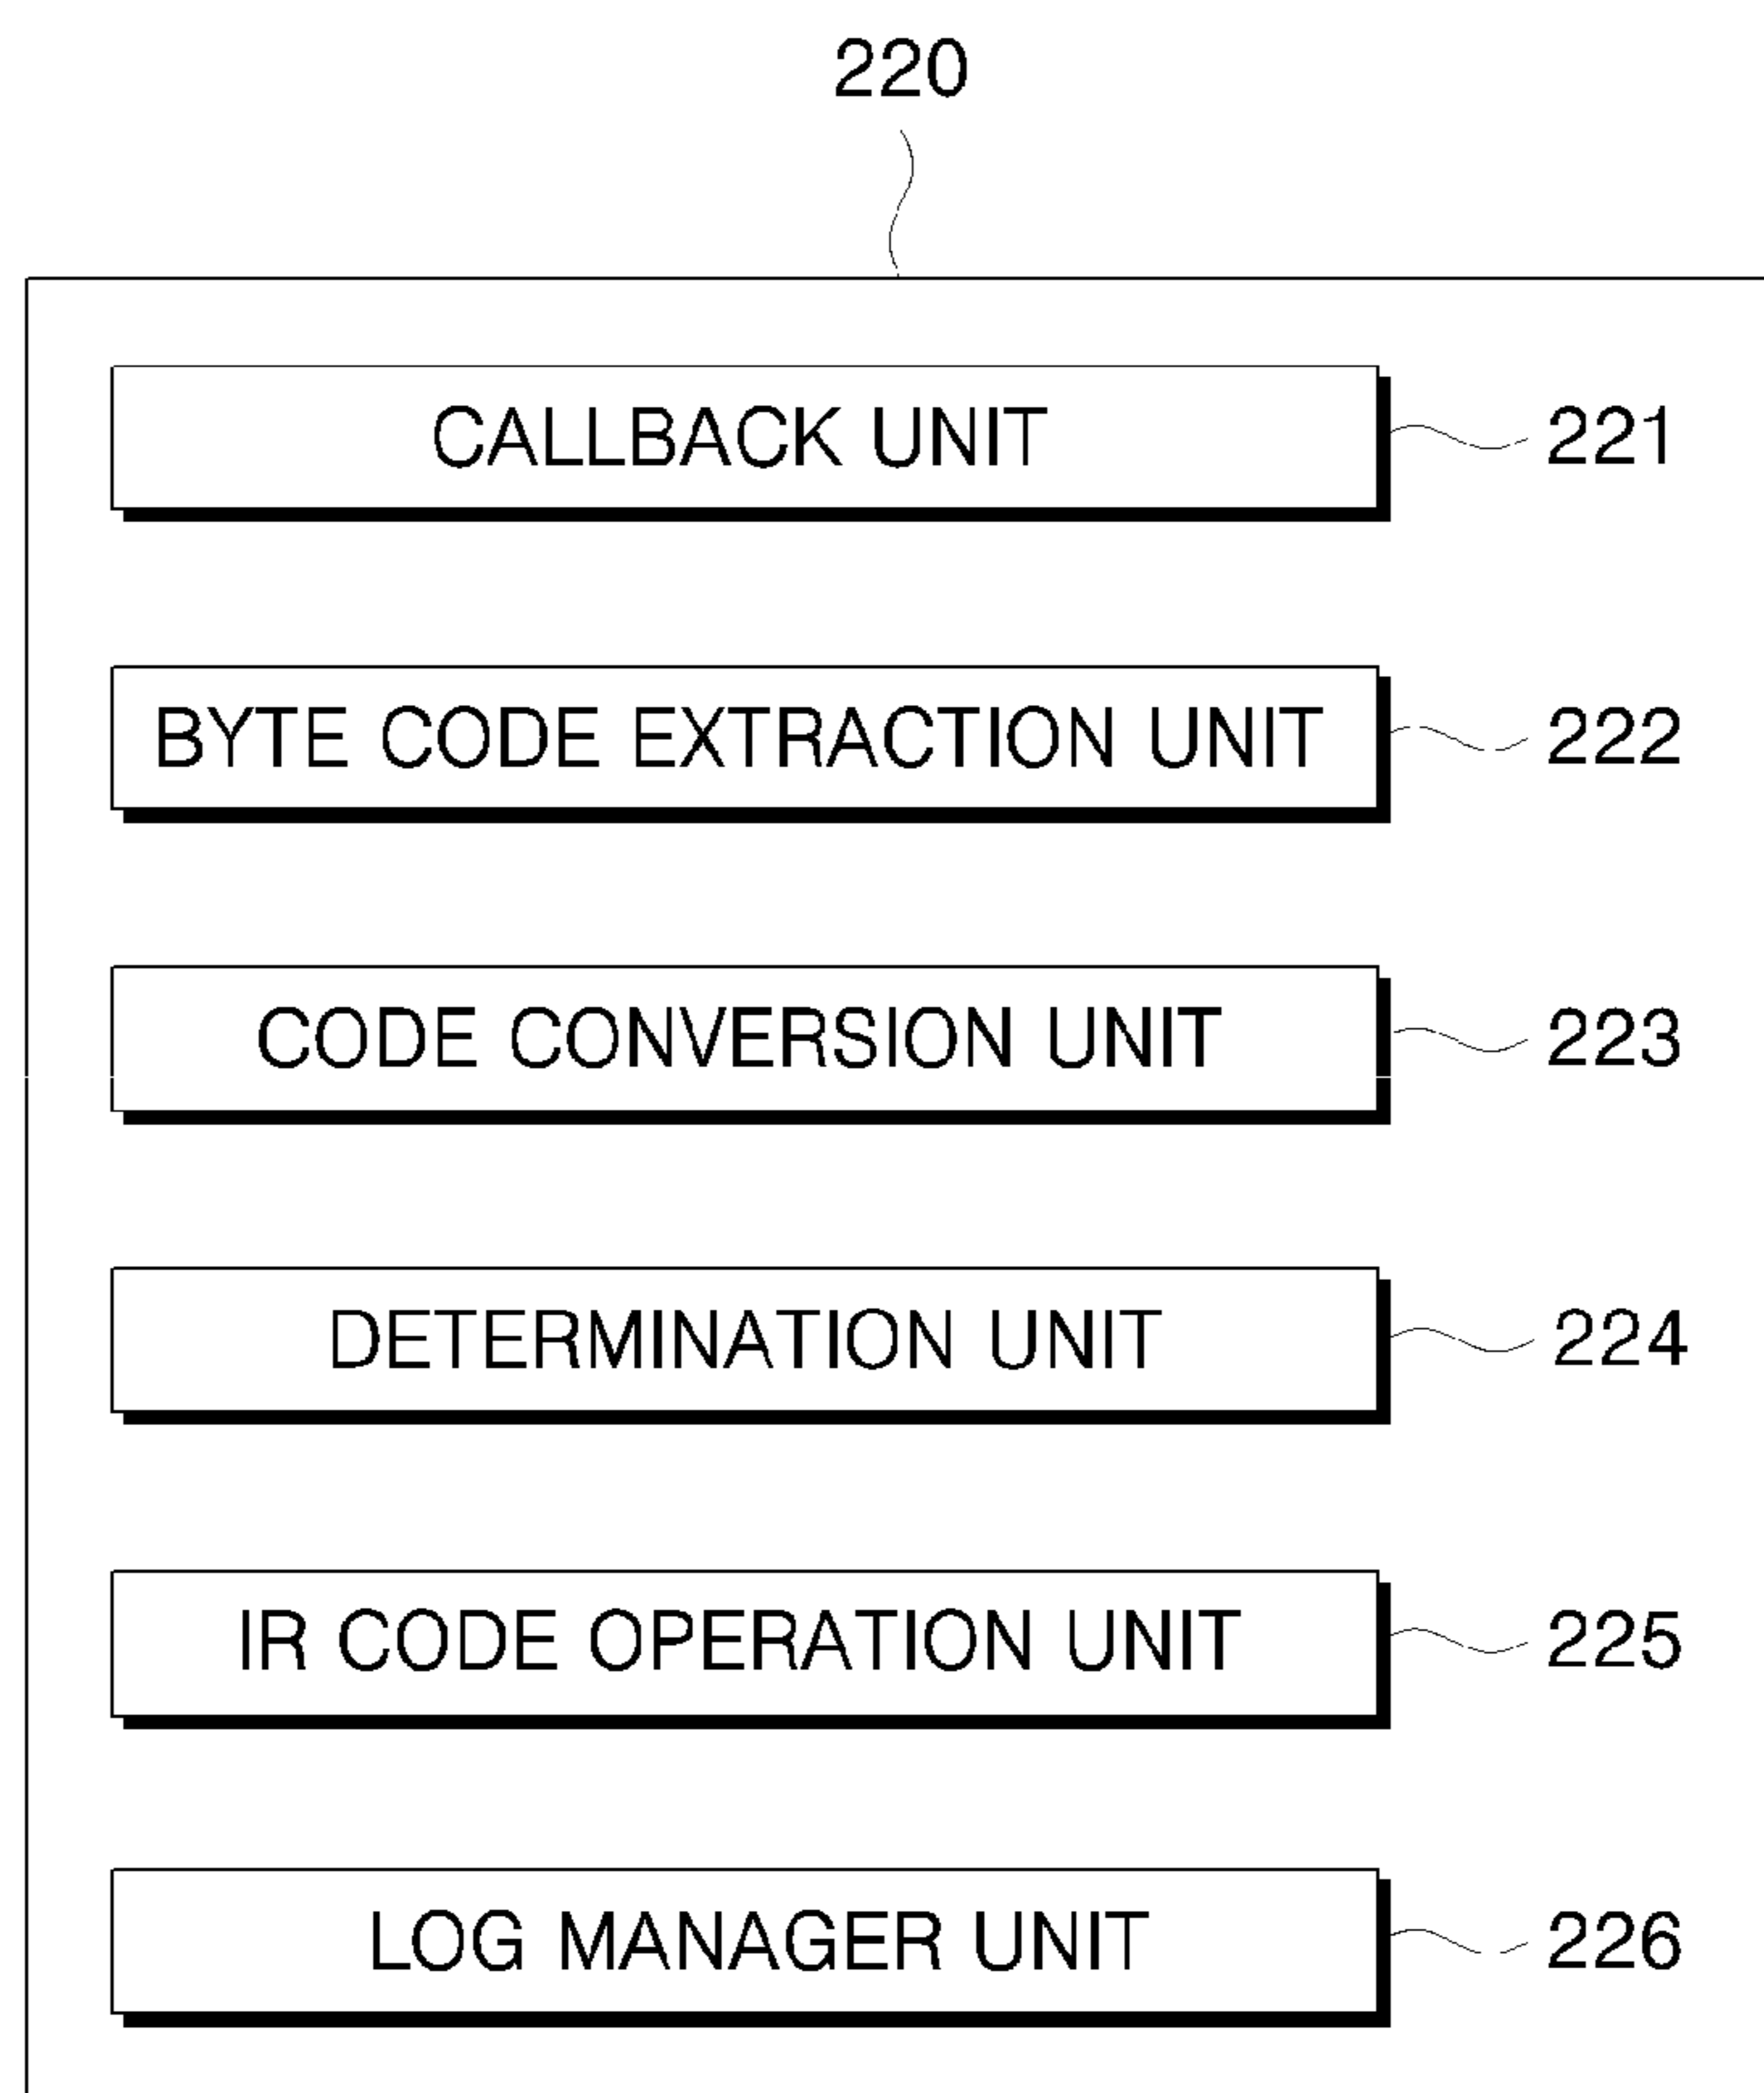 220
CALLBACK UNIT 221
BYTE CODE EXTRACTION UNIT 222
CODE CONVERSION UNIT 223
DETERMINATION UNIT 224
IR CODE OPERATION UNIT 225
LOG MANAGER UNIT 226